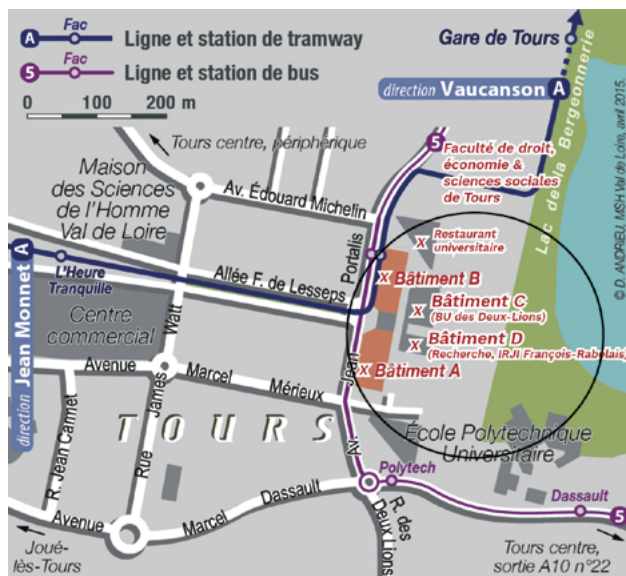 A Fac Ligne et station de tramway
5 Fac Ligne et station de bus
0 100 200 m
Gare de Tours
direction Vaucanson A
Lac de la Bergeonnerie
© D. ANDRIEU, MSH Val de Loire, avril 2015.
Tours centre, périphérique
5
Faculté de droit,
économie &
sciences sociales
de Tours
Maison
des Sciences
de l'Homme
Val de Loire
Av. Édouard Michelin
Restaurant
universitaire
A
L'Heure
Tranquille
direction Jean Monnet
Allée F. de Lesseps
Av. Jean Portalis
x Bâtiment B
x Bâtiment C
(BU des Deux-Lions)
x Bâtiment D
(Recherche, IRJI François-Rabelais)
x Bâtiment A
Centre
commercial
Rue James Watt
Avenue Marcel Mérieux
R. Jean Carmet
TOURS
École Polytechnique
Universitaire
Polytech
Dassault
5
Avenue Marcel Dassault
R. des
Deux Lions
Joué-
lès-Tours
Tours centre,
sortie A10 n°22